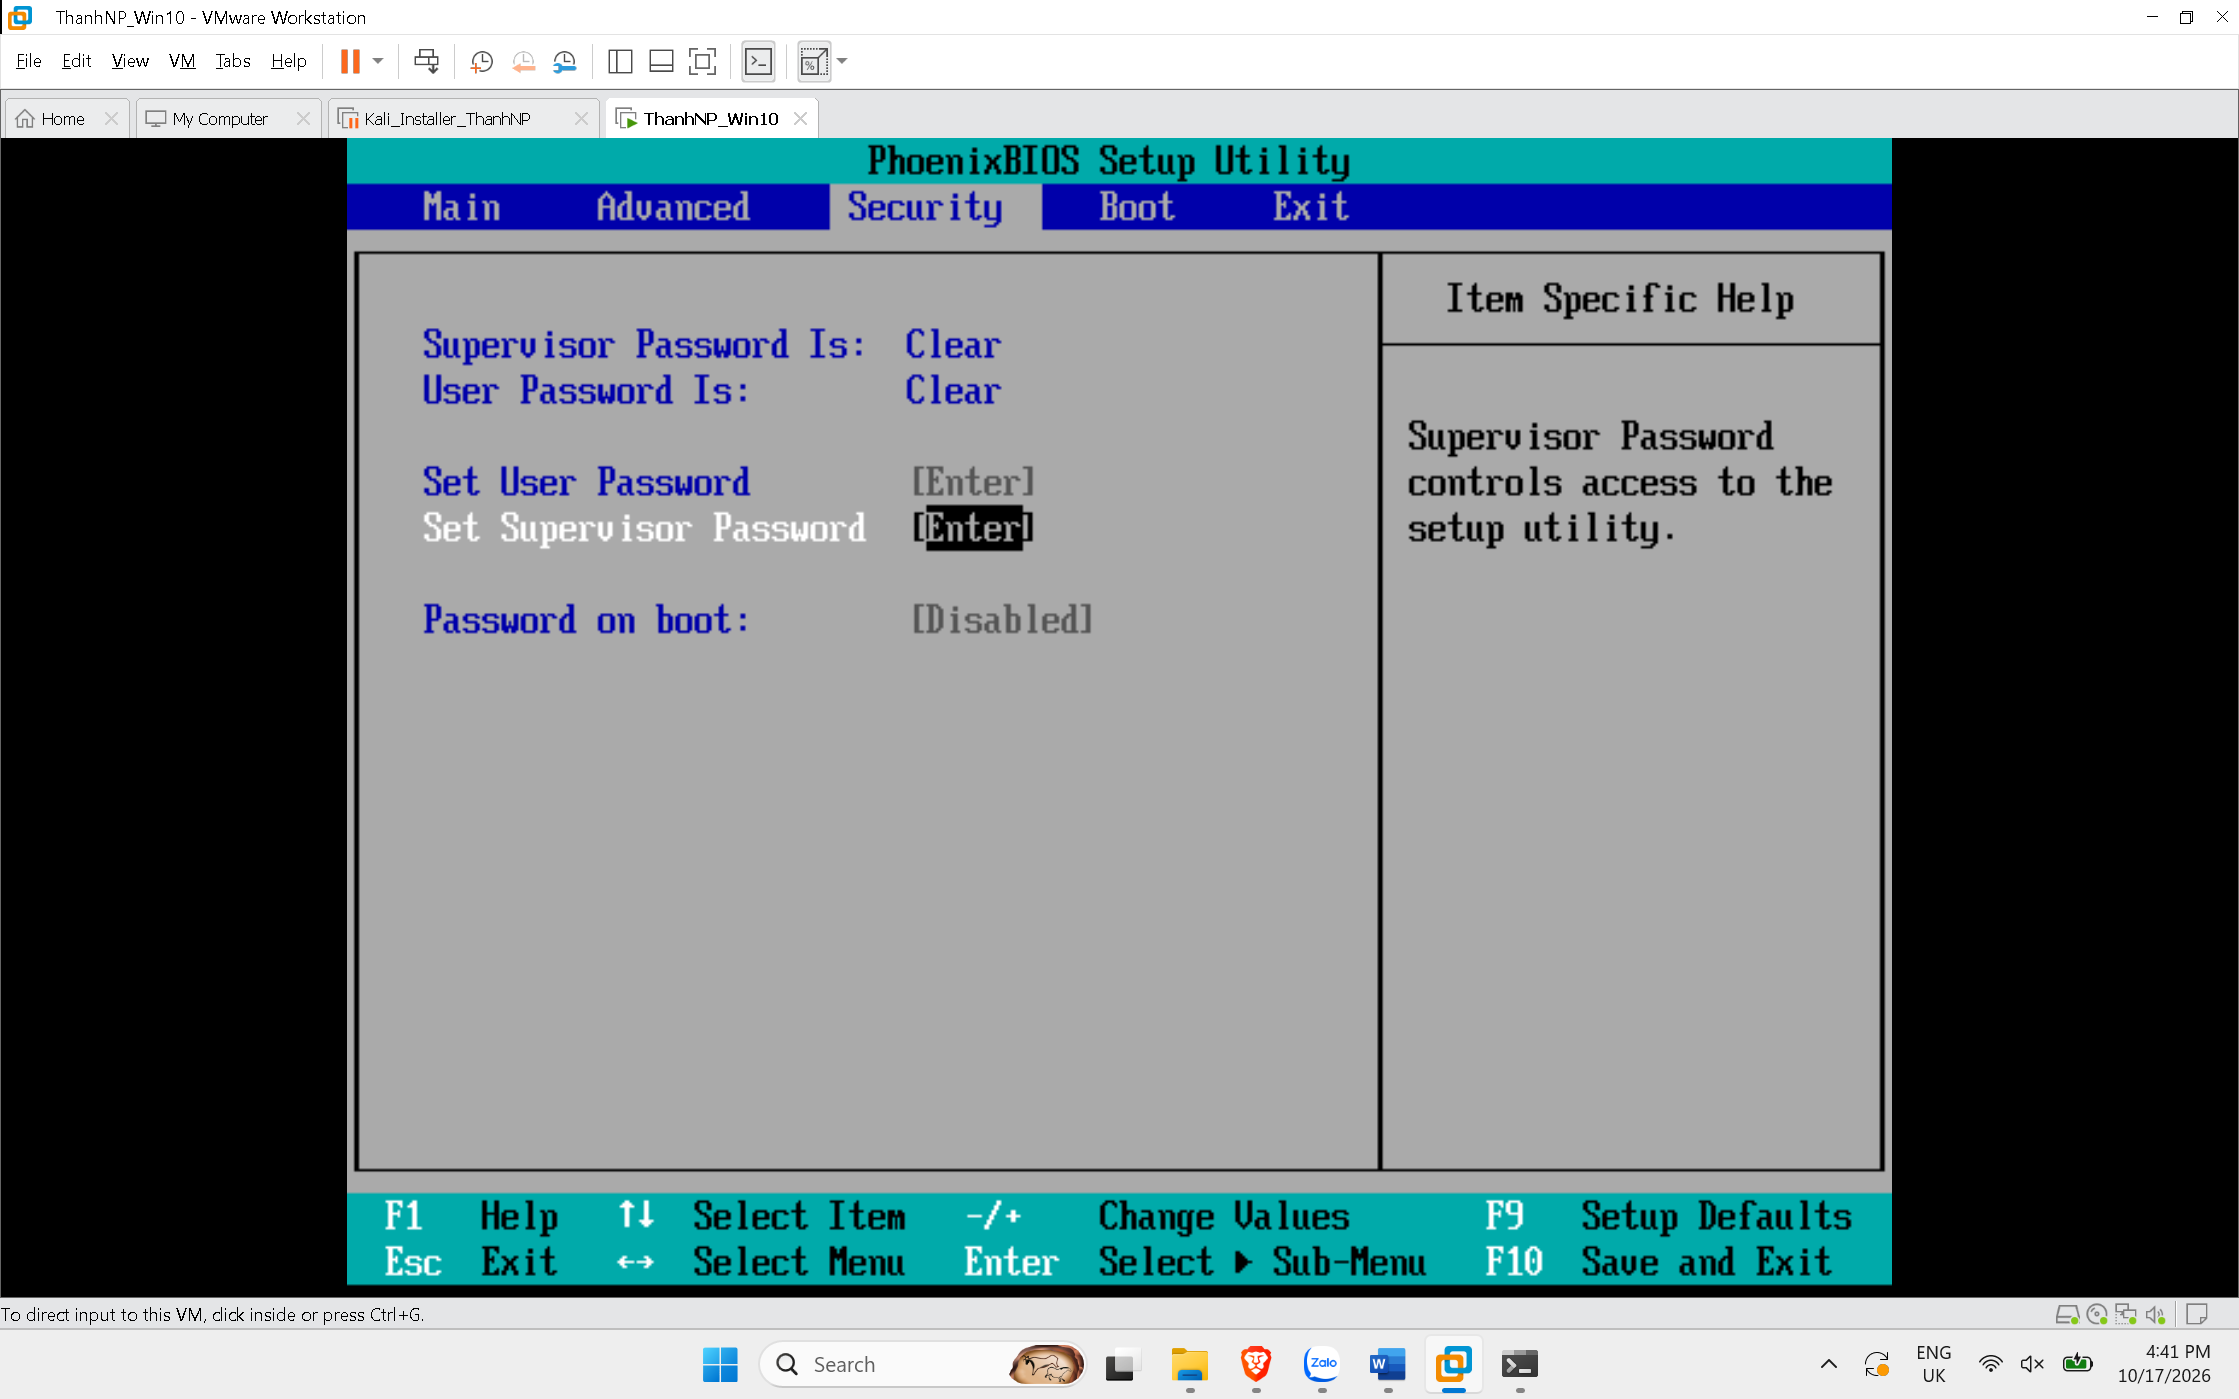 ThanhNP_Win10 - VMware Workstation
File Edit View VM Tabs Help
Home My Computer Kali_Installer_ThanhNP ThanhNP_Win10
PhoenixBIOS Setup Utility
Main Advanced Security Boot Exit
Item Specific Help
Supervisor Password Is: Clear
User Password Is: Clear
Set User Password [Enter]
Set Supervisor Password [Enter]
Password on boot: [Disabled]
Supervisor Password
controls access to the
setup utility.
F1 Help ↑↓ Select Item -/+ Change Values F9 Setup Defaults
Esc Exit ↔ Select Menu Enter Select ▶ Sub-Menu F10 Save and Exit
To direct input to this VM, click inside or press Ctrl+G.
Search
Zalo
W
ENG
UK
4:41 PM
10/17/2026